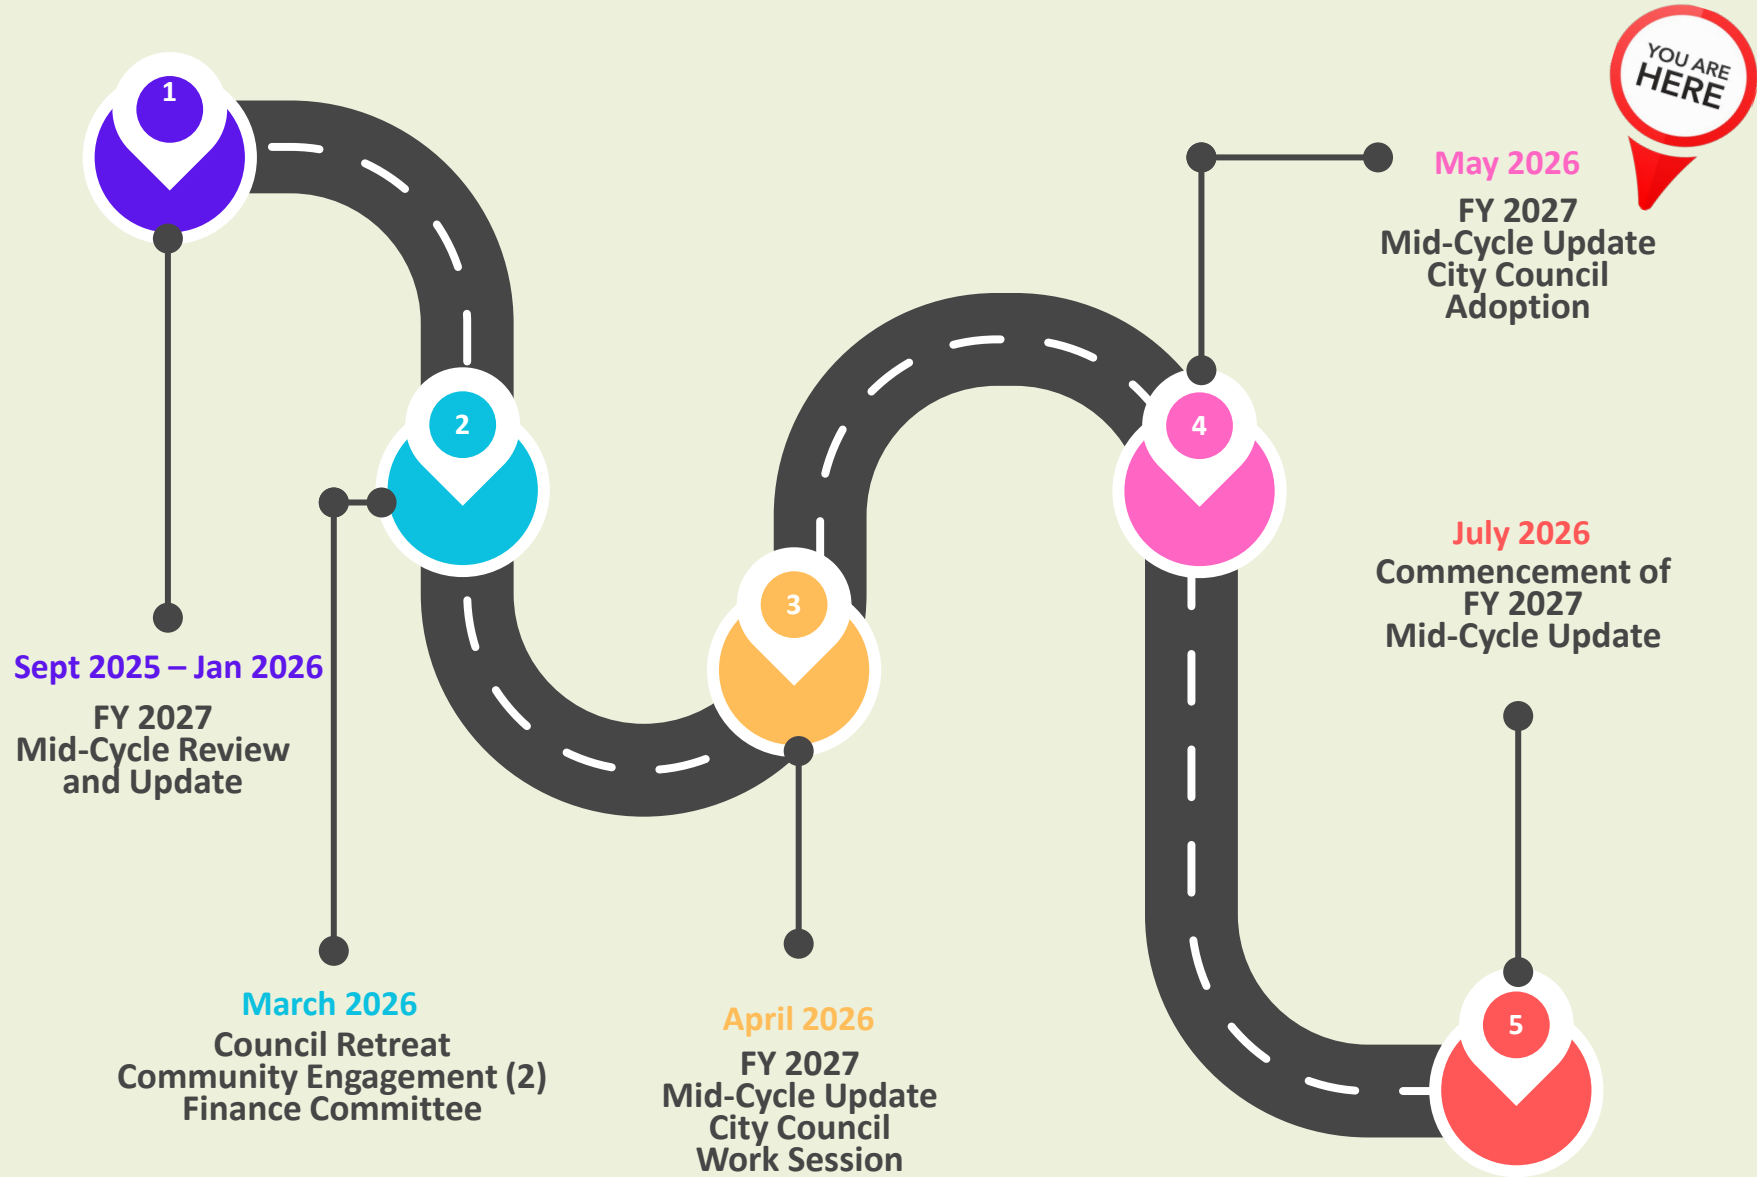 1
Sept 2025 – Jan 2026
FY 2027
Mid-Cycle Review
and Update
2
March 2026
Council Retreat
Community Engagement (2)
Finance Committee
3
April 2026
FY 2027
Mid-Cycle Update
City Council
Work Session
4
May 2026
FY 2027
Mid-Cycle Update
City Council
Adoption
YOU ARE
HERE
5
July 2026
Commencement of
FY 2027
Mid-Cycle Update